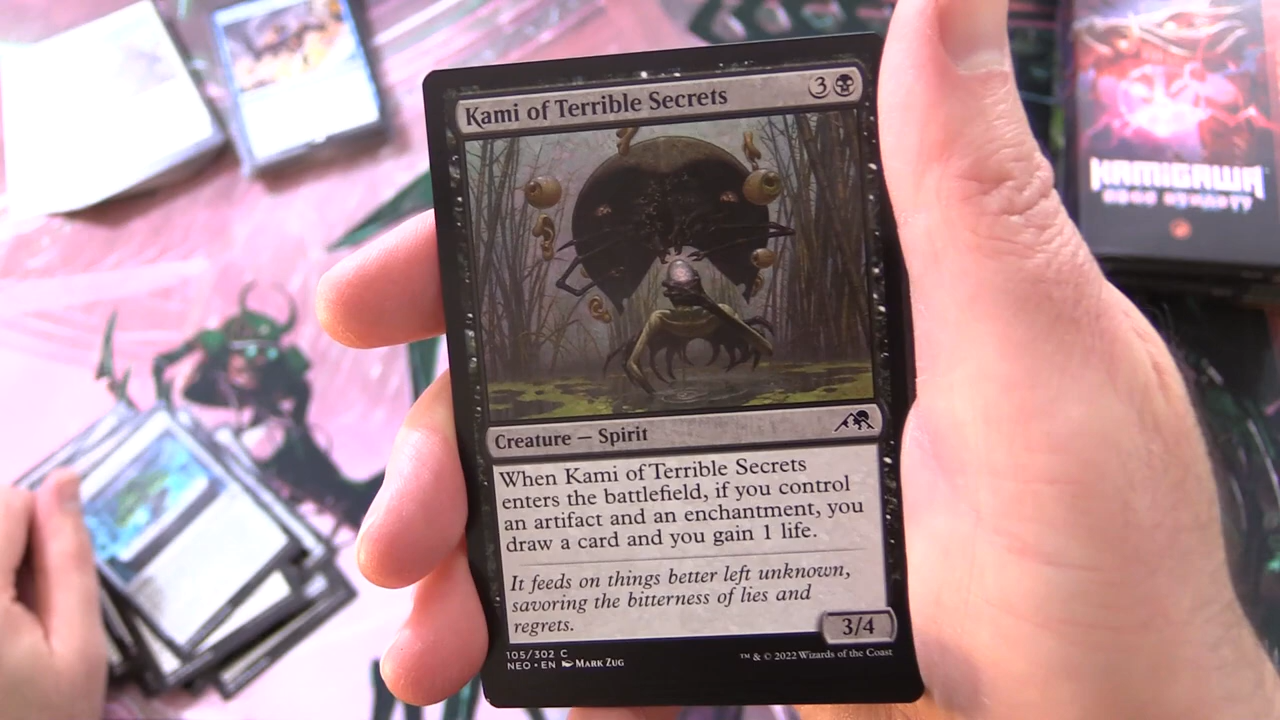 Kami of Terrible Secrets
3
Creature — Spirit
When Kami of Terrible Secrets
enters the battlefield, if you control
an artifact and an enchantment, you
draw a card and you gain 1 life.
It feeds on things better left unknown,
savoring the bitterness of lies and
regrets.
3/4
105/302 C
NEO • EN Mark Zug
™ & © 2022 Wizards of the Coast
KAMIGAWA